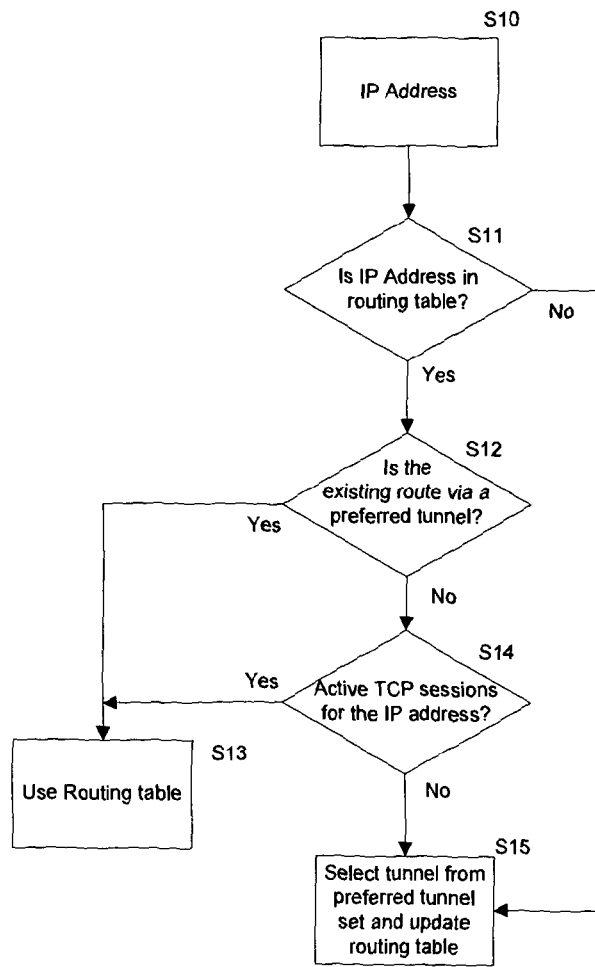 S10
IP Address
S11
Is IP Address in
routing table?
No
Yes
S12
Is the
existing route via a
preferred tunnel?
Yes
No
S14
Yes
Active TCP sessions
for the IP address?
S13
Use Routing table
No
S15
Select tunnel from
preferred tunnel
set and update
routing table